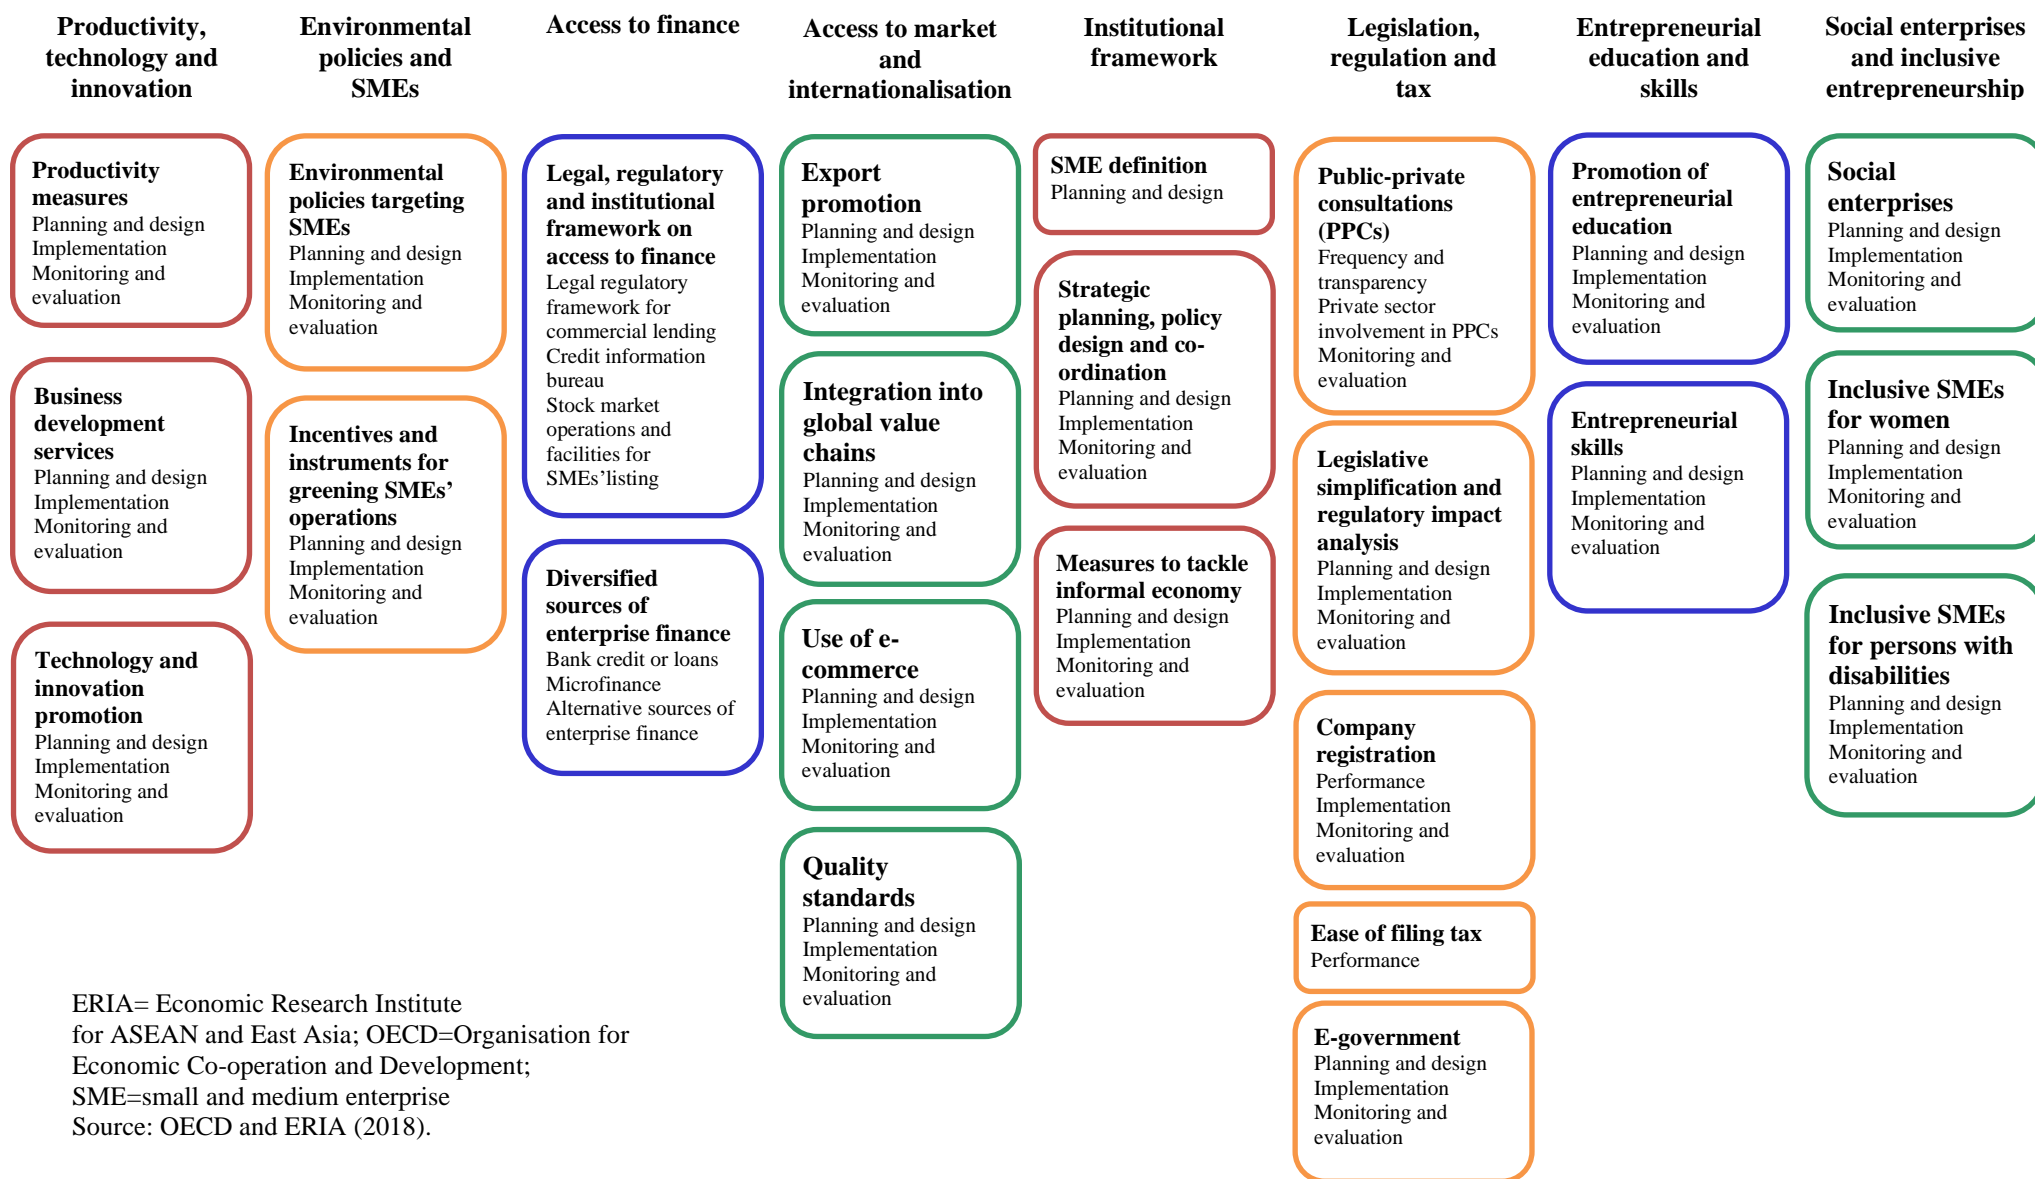 Productivity,
technology and
innovation
Productivity
measures
Planning and design
Implementation
Monitoring and
evaluation
Business
development
services
Planning and design
Implementation
Monitoring and
evaluation
Technology and
innovation
promotion
Planning and design
Implementation
Monitoring and
evaluation
Environmental
policies and
SMEs
Environmental
policies targeting
SMEs
Planning and design
Implementation
Monitoring and
evaluation
Incentives and
instruments for
greening SMEs’
operations
Planning and design
Implementation
Monitoring and
evaluation
Access to finance
Legal, regulatory
and institutional
framework on
access to finance
Legal regulatory
framework for
commercial lending
Credit information
bureau
Stock market
operations and
facilities for
SMEs’listing
Diversified
sources of
enterprise finance
Bank credit or loans
Microfinance
Alternative sources of
enterprise finance
Access to market
and
internationalisation
Export
promotion
Planning and design
Implementation
Monitoring and
evaluation
Integration into
global value
chains
Planning and design
Implementation
Monitoring and
evaluation
Use of e-
commerce
Planning and design
Implementation
Monitoring and
evaluation
Quality
standards
Planning and design
Implementation
Monitoring and
evaluation
Institutional
framework
SME definition
Planning and design
Strategic
planning, policy
design and co-
ordination
Planning and design
Implementation
Monitoring and
evaluation
Measures to tackle
informal economy
Planning and design
Implementation
Monitoring and
evaluation
Legislation,
regulation and
tax
Public-private
consultations
(PPCs)
Frequency and
transparency
Private sector
involvement in PPCs
Monitoring and
evaluation
Legislative
simplification and
regulatory impact
analysis
Planning and design
Implementation
Monitoring and
evaluation
Company
registration
Performance
Implementation
Monitoring and
evaluation
Ease of filing tax
Performance
E-government
Planning and design
Implementation
Monitoring and
evaluation
Entrepreneurial
education and
skills
Promotion of
entrepreneurial
education
Planning and design
Implementation
Monitoring and
evaluation
Entrepreneurial
skills
Planning and design
Implementation
Monitoring and
evaluation
Social enterprises
and inclusive
entrepreneurship
Social
enterprises
Planning and design
Implementation
Monitoring and
evaluation
Inclusive SMEs
for women
Planning and design
Implementation
Monitoring and
evaluation
Inclusive SMEs
for persons with
disabilities
Planning and design
Implementation
Monitoring and
evaluation
ERIA= Economic Research Institute
for ASEAN and East Asia; OECD=Organisation for
Economic Co-operation and Development;
SME=small and medium enterprise
Source: OECD and ERIA (2018).